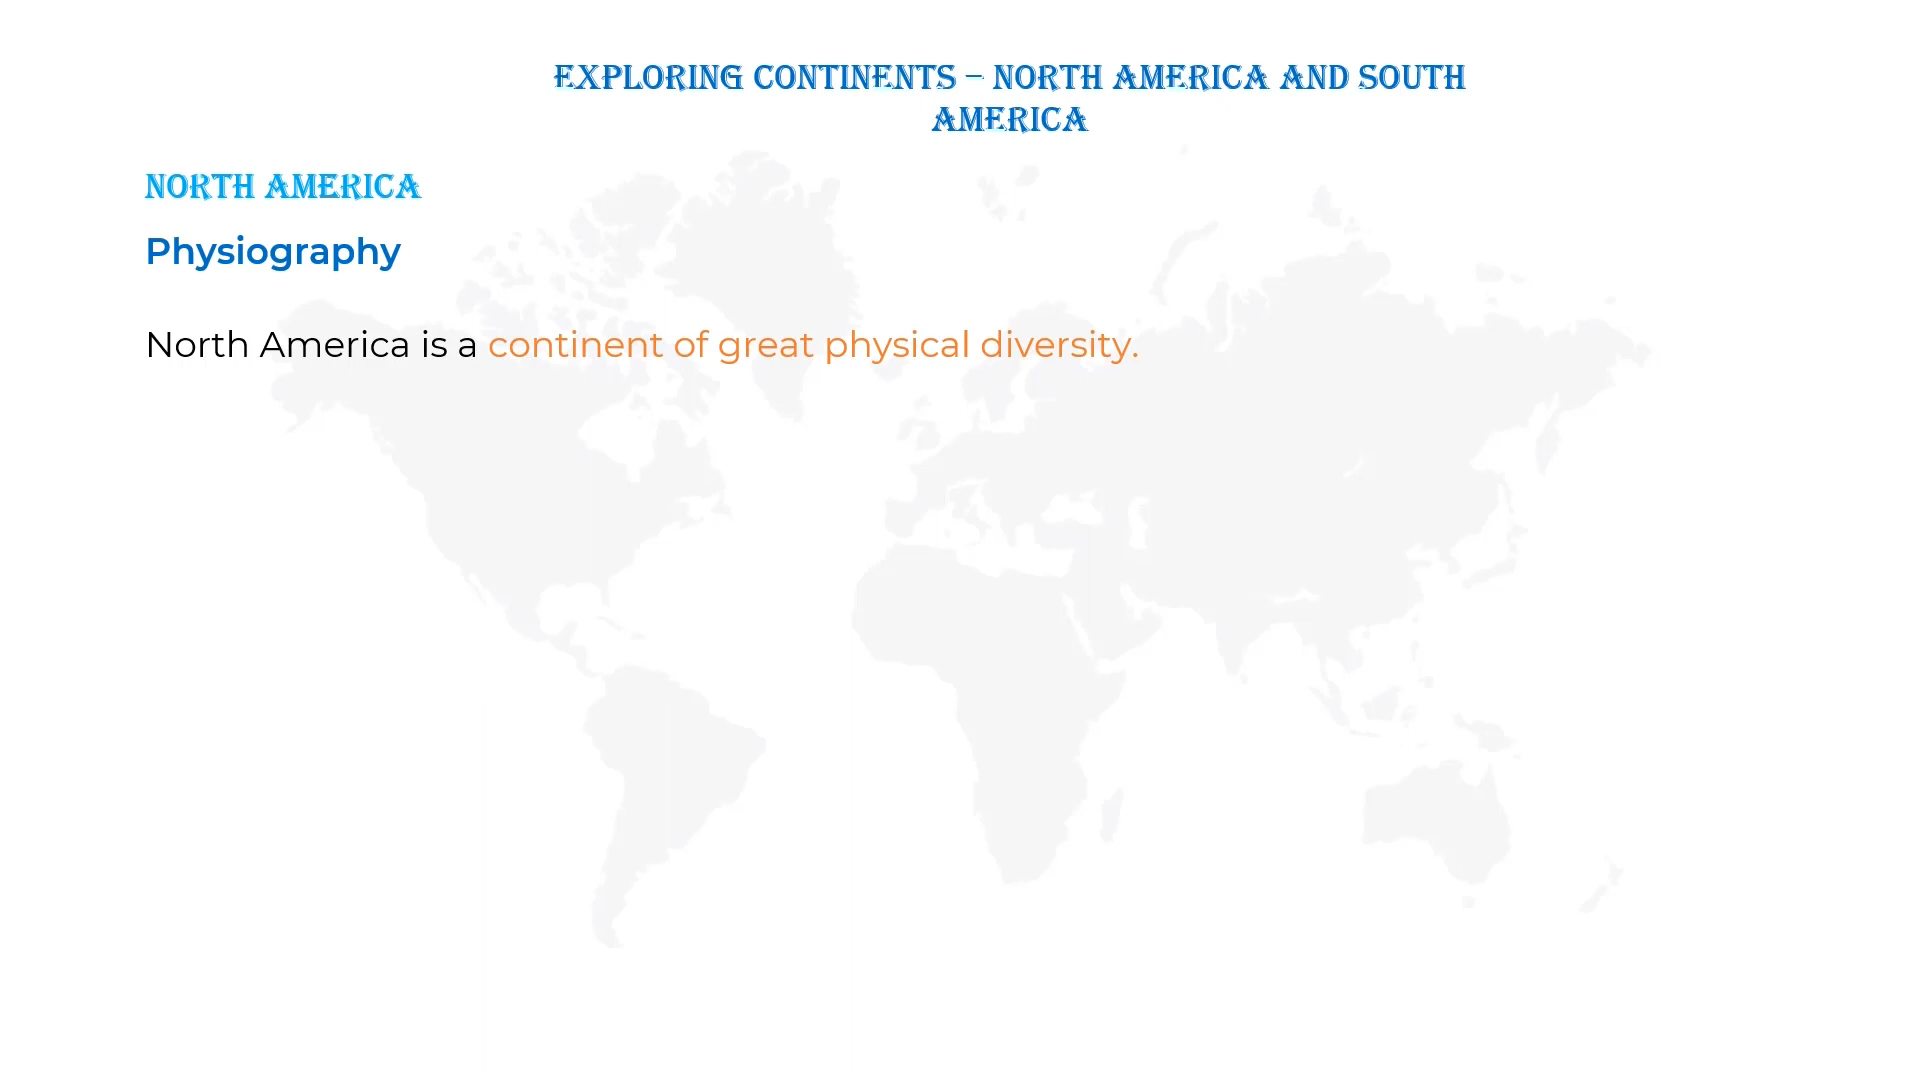 EXPLORING CONTINENTS – NORTH AMERICA AND SOUTH
AMERICA
NORTH AMERICA
Physiography
North America is a continent of great physical diversity.